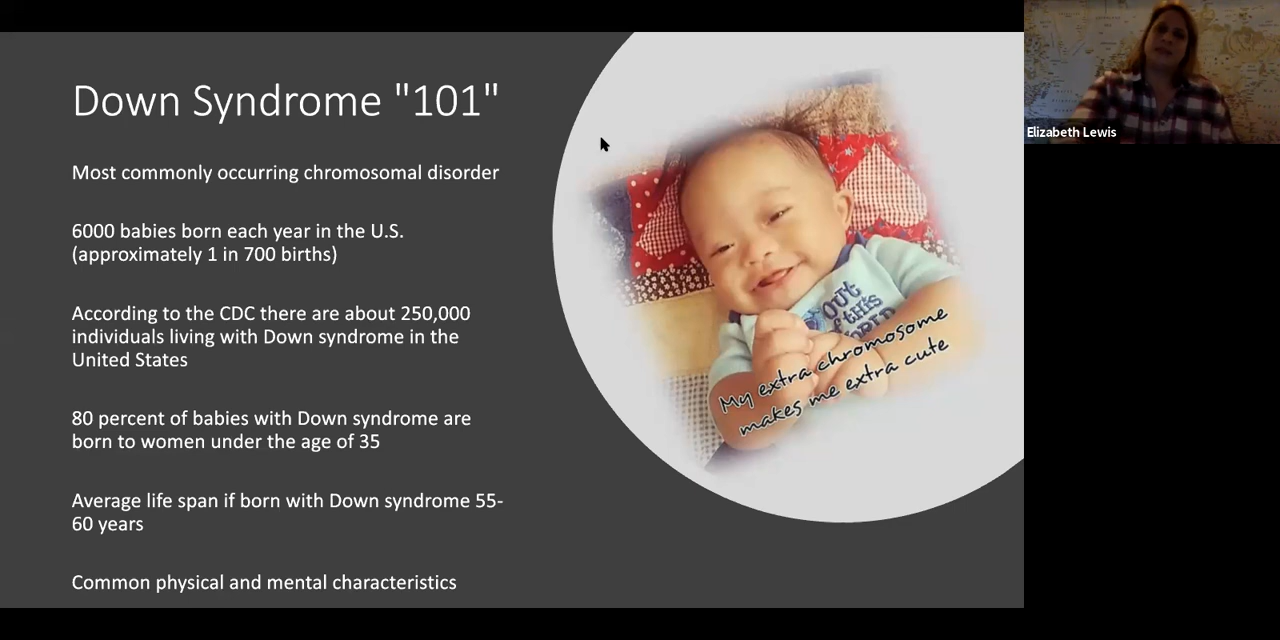 Down Syndrome "101"
Most commonly occurring chromosomal disorder
6000 babies born each year in the U.S.
(approximately 1 in 700 births)
According to the CDC there are about 250,000
individuals living with Down syndrome in the
United States
80 percent of babies with Down syndrome are
born to women under the age of 35
Average life span if born with Down syndrome 55-
60 years
Common physical and mental characteristics
OUT
of this
My extra chromosome
makes me extra cute
Elizabeth Lewis